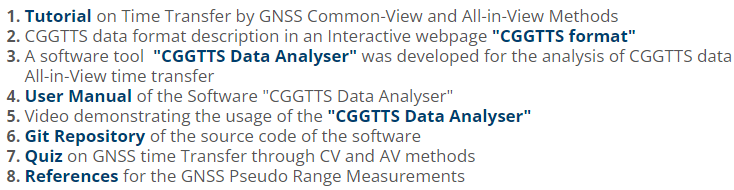 1. Tutorial on Time Transfer by GNSS Common-View and All-in-View Methods
2. CGGTTS data format description in an Interactive webpage "CGGTTS format"
3. A software tool "CGGTTS Data Analyser" was developed for the analysis of CGGTTS data
All-in-View time transfer
4. User Manual of the Software "CGGTTS Data Analyser"
5. Video demonstrating the usage of the "CGGTTS Data Analyser"
6. Git Repository of the source code of the software
7. Quiz on GNSS time Transfer through CV and AV methods
8. References for the GNSS Pseudo Range Measurements